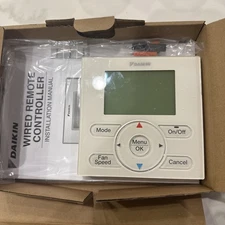 DAIKIN
WIRED REMOTE
CONTROLLER
INSTALLATION MANUAL
Mode
On/Off
Menu
OK
Fan
Speed
Cancel